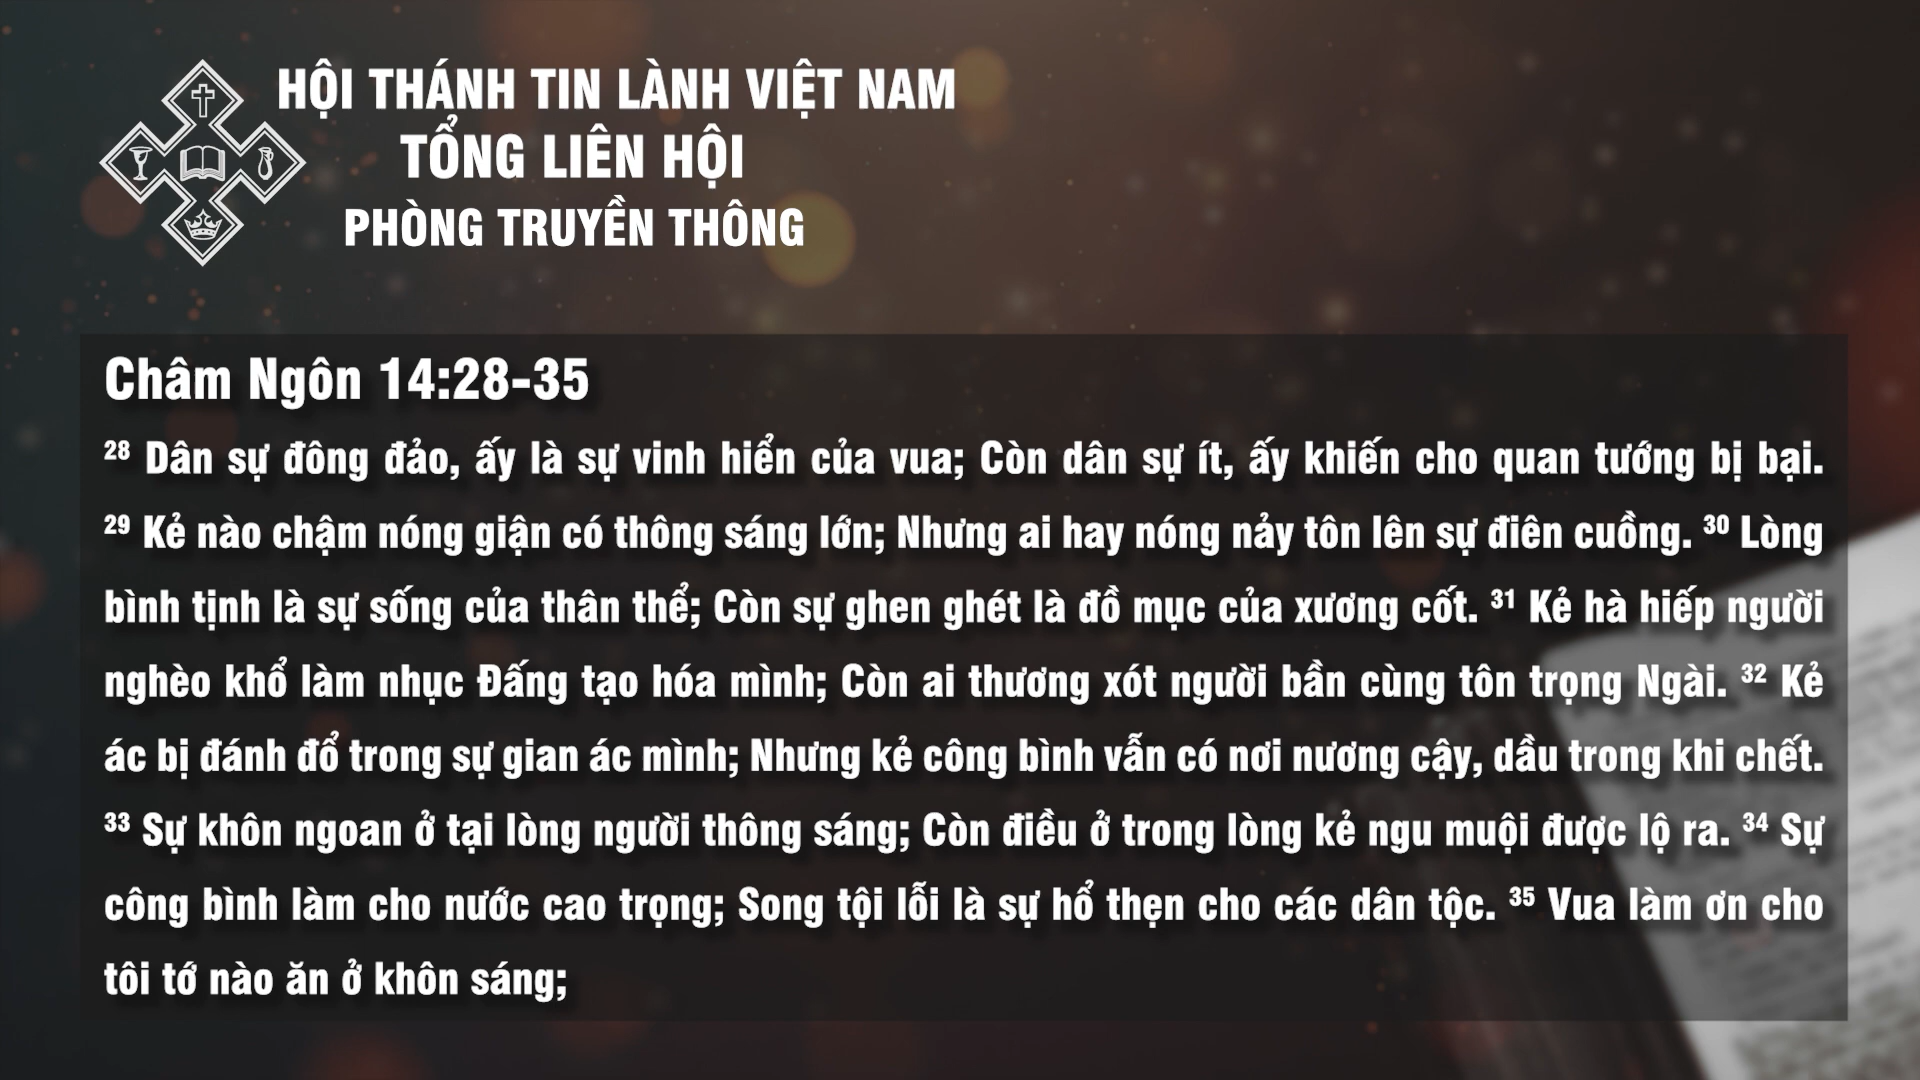 HỘI THÁNH TIN LÀNH VIỆT NAM
TỔNG LIÊN HỘI
PHÒNG TRUYỀN THÔNG
Châm Ngôn 14:28-35
²⁸ Dân sự đông đảo, ấy là sự vinh hiển của vua; Còn dân sự ít, ấy khiến cho quan tướng bị bại.
²⁹ Kẻ nào chậm nóng giận có thông sáng lớn; Nhưng ai hay nóng nảy tôn lên sự điên cuồng. ³⁰ Lòng
bình tịnh là sự sống của thân thể; Còn sự ghen ghét là đồ mục của xương cốt. ³¹ Kẻ hà hiếp người
nghèo khổ làm nhục Đấng tạo hóa mình; Còn ai thương xót người bần cùng tôn trọng Ngài. ³² Kẻ
ác bị đánh đổ trong sự gian ác mình; Nhưng kẻ công bình vẫn có nơi nương cậy, dầu trong khi chết.
³³ Sự khôn ngoan ở tại lòng người thông sáng; Còn điều ở trong lòng kẻ ngu muội được lộ ra. ³⁴ Sự
công bình làm cho nước cao trọng; Song tội lỗi là sự hổ thẹn cho các dân tộc. ³⁵ Vua làm ơn cho
tôi tớ nào ăn ở khôn sáng;